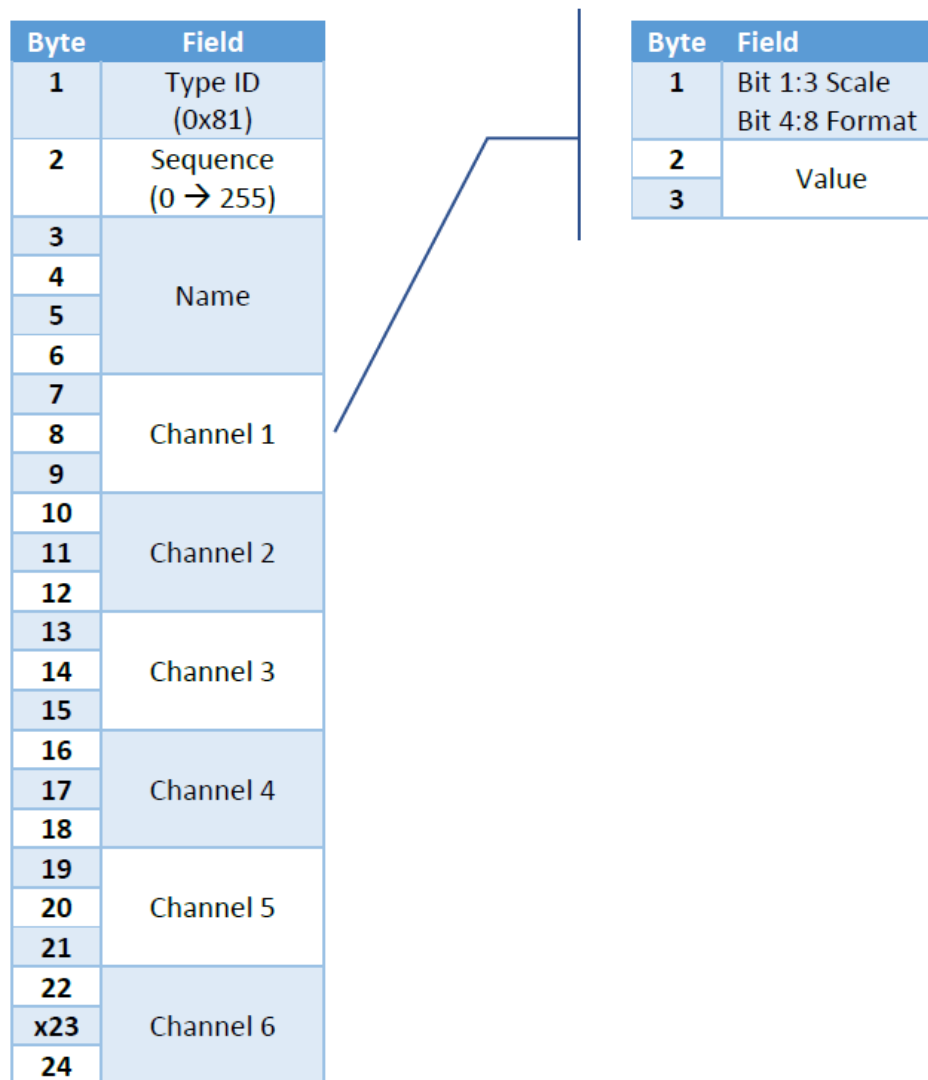 Byte Field
1 Type ID
(0x81)
2 Sequence
(0 → 255)
3
4
Name
5
6
7
8 Channel 1
9
10
11 Channel 2
12
13
14 Channel 3
15
16
17 Channel 4
18
19
20 Channel 5
21
22
x23 Channel 6
24
Byte Field
1 Bit 1:3 Scale
Bit 4:8 Format
2
Value
3